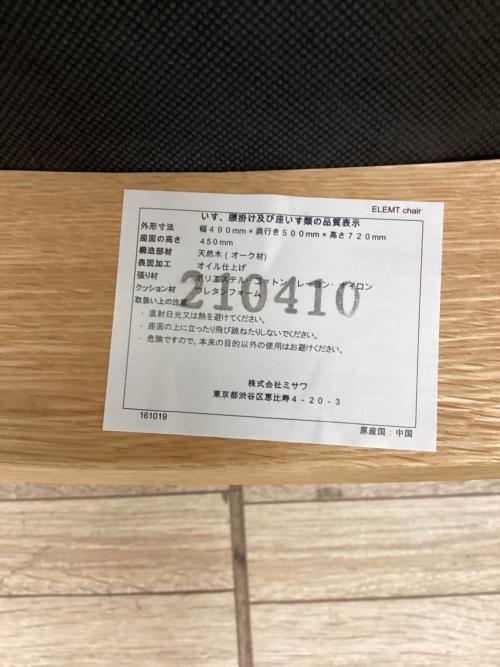 ELEMT chair
いす、腰掛け及び座いす類の品質表示
外形寸法 幅４９０mm×奥行き５００mm×高さ７２０mm
座面の高さ 450mm
構造部材 天然木(オーク材)
表面加工 オイル仕上げ
張り材 ポリエステル・コットン・レーヨン・ナイロン
クッション材 ウレタンフォーム
取扱い上の注意
210410
・直射日光又は熱を避けてください。
・座面の上に立ったり飛び跳ねたりしないでください。
・危険ですので、本来の目的以外の使用はお避けください。
株式会社ミサワ
東京都渋谷区恵比寿４-２０-３
161019
原産国：中国